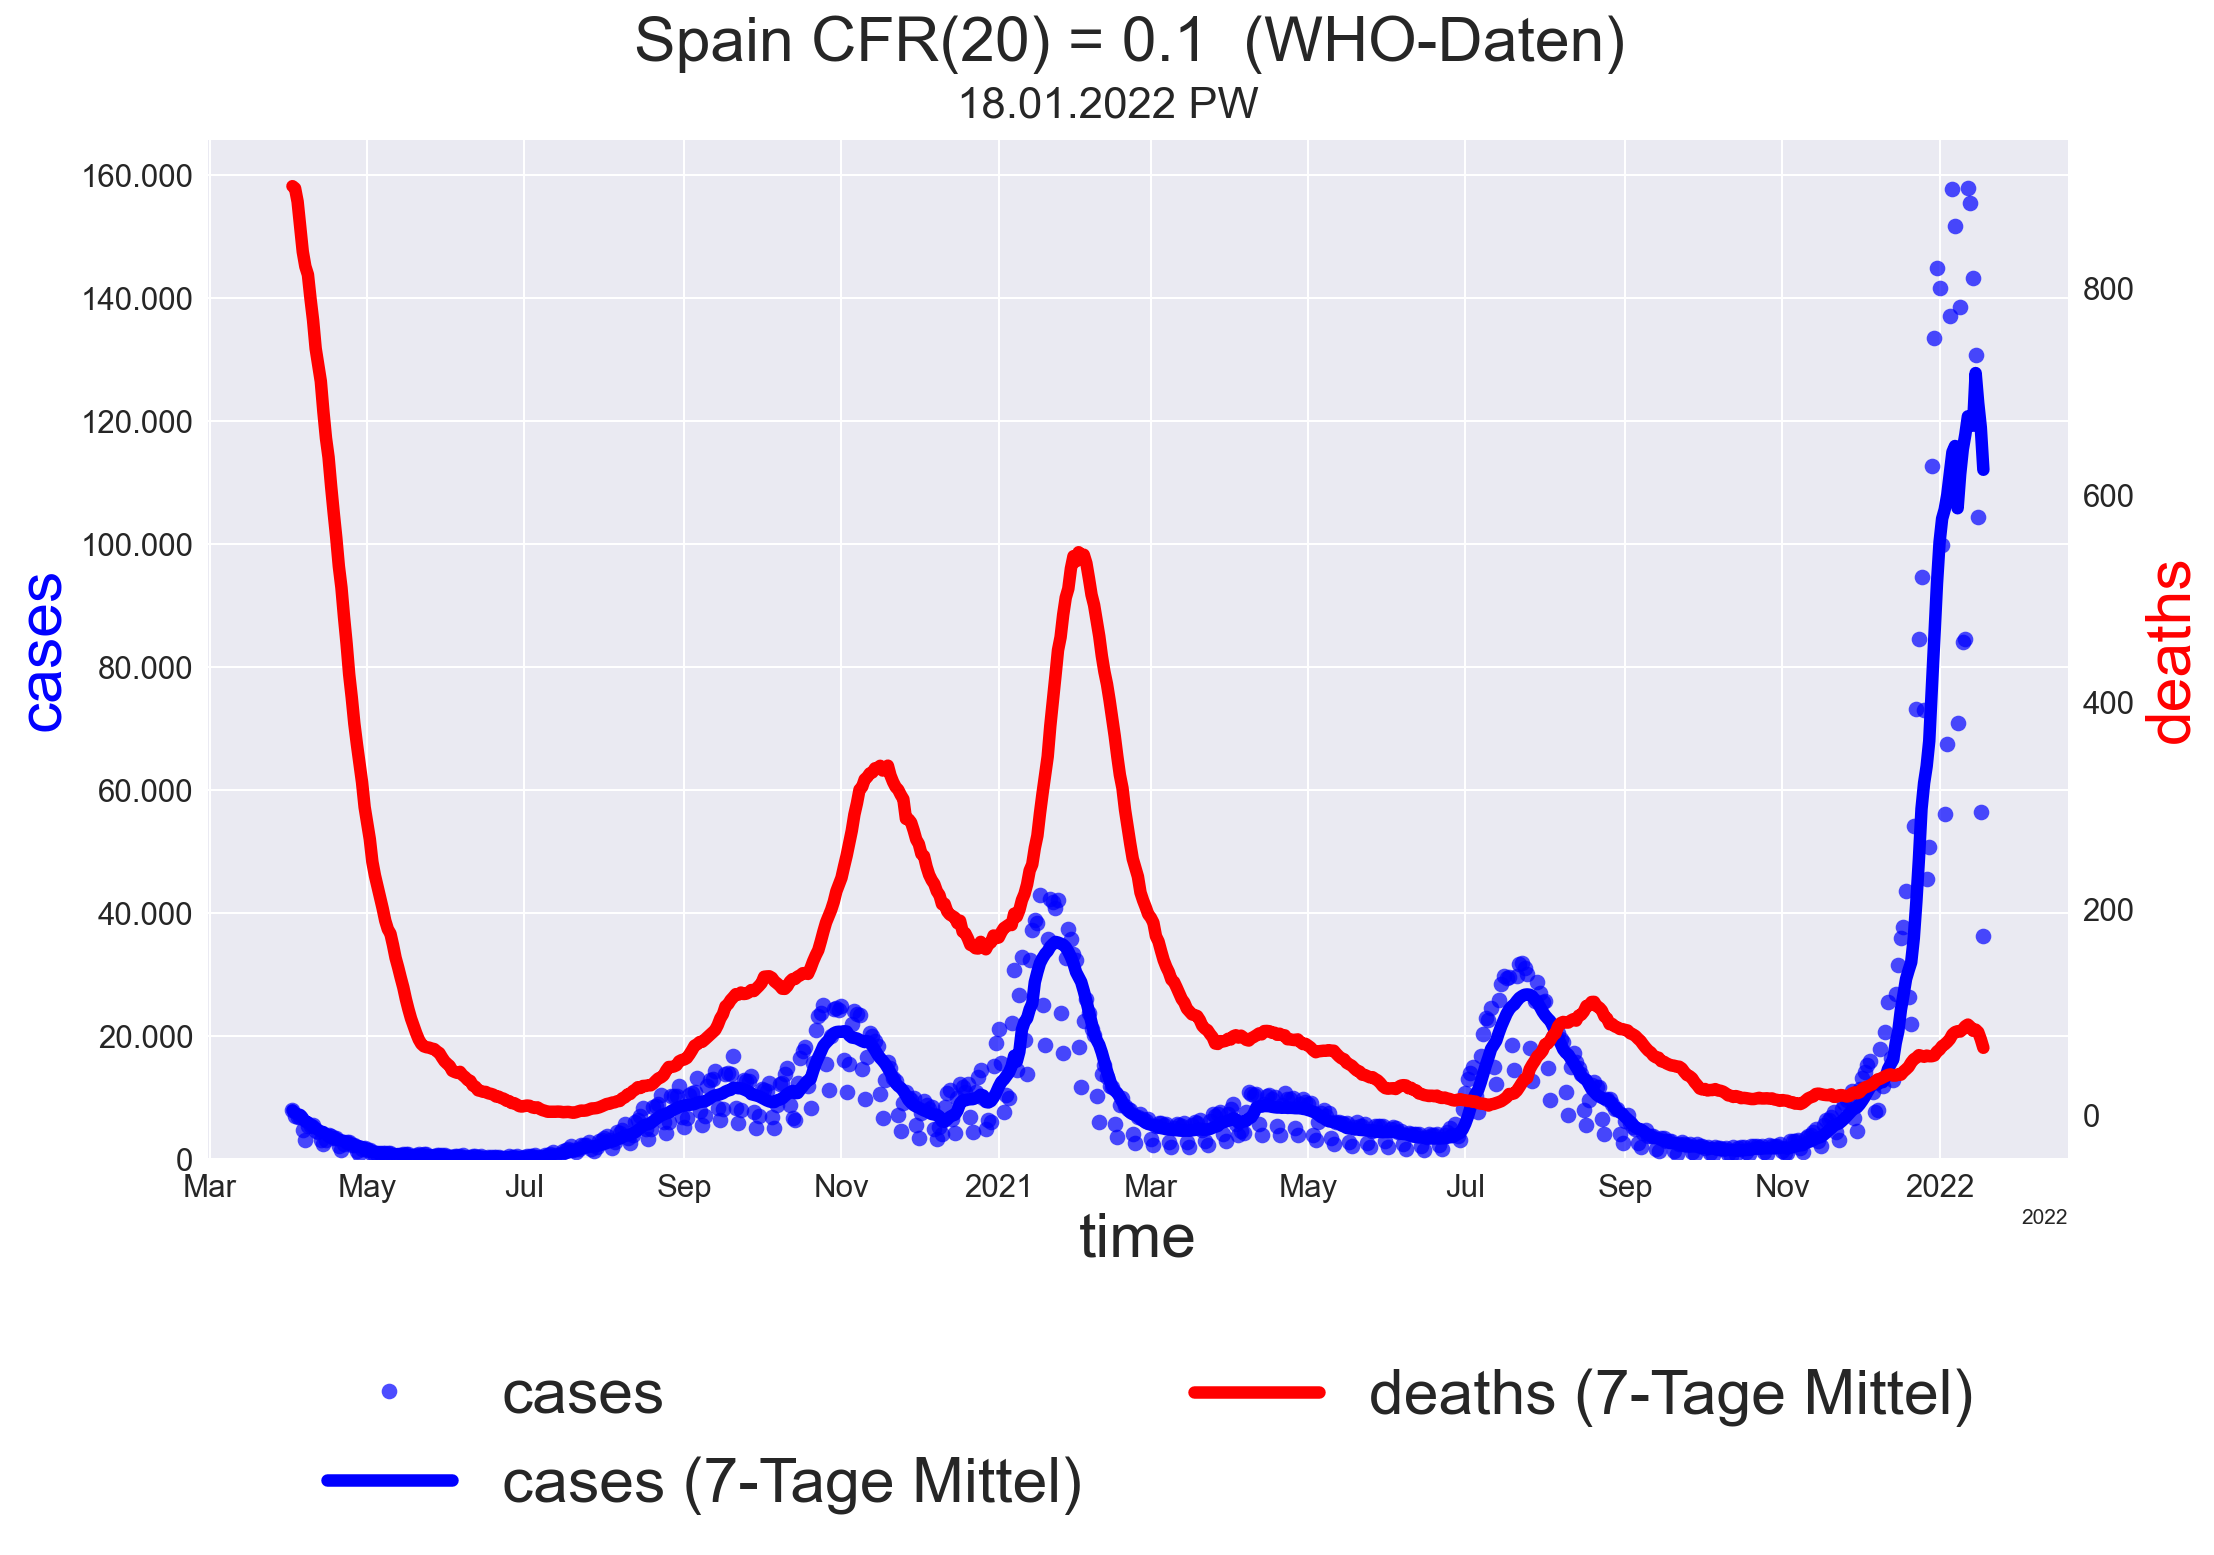 Spain CFR(20) = 0.1  (WHO-Daten)
18.01.2022 PW
160.000
140.000
120.000
100.000
80.000
60.000
40.000
20.000
0
cases
800
600
400
200
0
deaths
Mar May Jul Sep Nov 2021 Mar May Jul Sep Nov 2022
2022
time
cases
deaths (7-Tage Mittel)
cases (7-Tage Mittel)